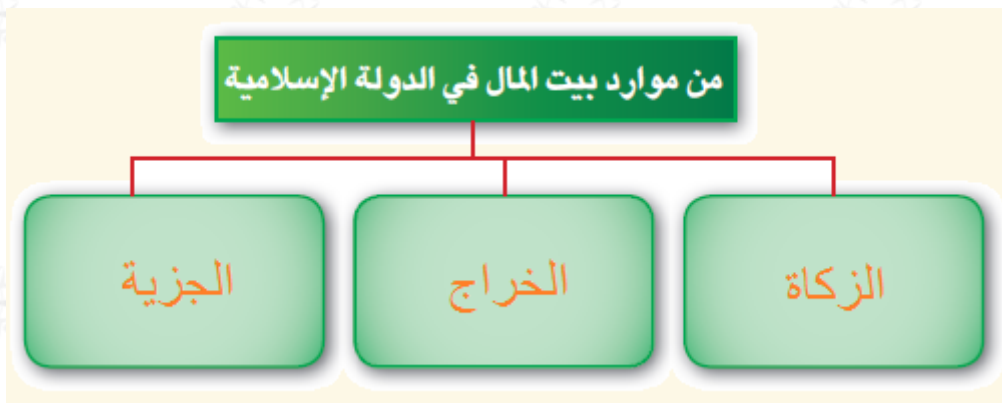 من موارد بيت المال في الدولة الإسلامية
الزكاة
الخراج
الجزية